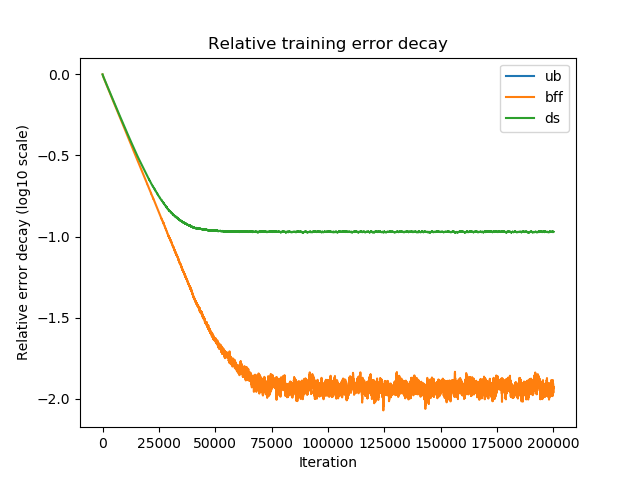 Relative training error decay
Relative error decay (log10 scale)
0.0
−0.5
−1.0
−1.5
−2.0
ub
bff
ds
0 25000 50000 75000 100000 125000 150000 175000 200000
Iteration